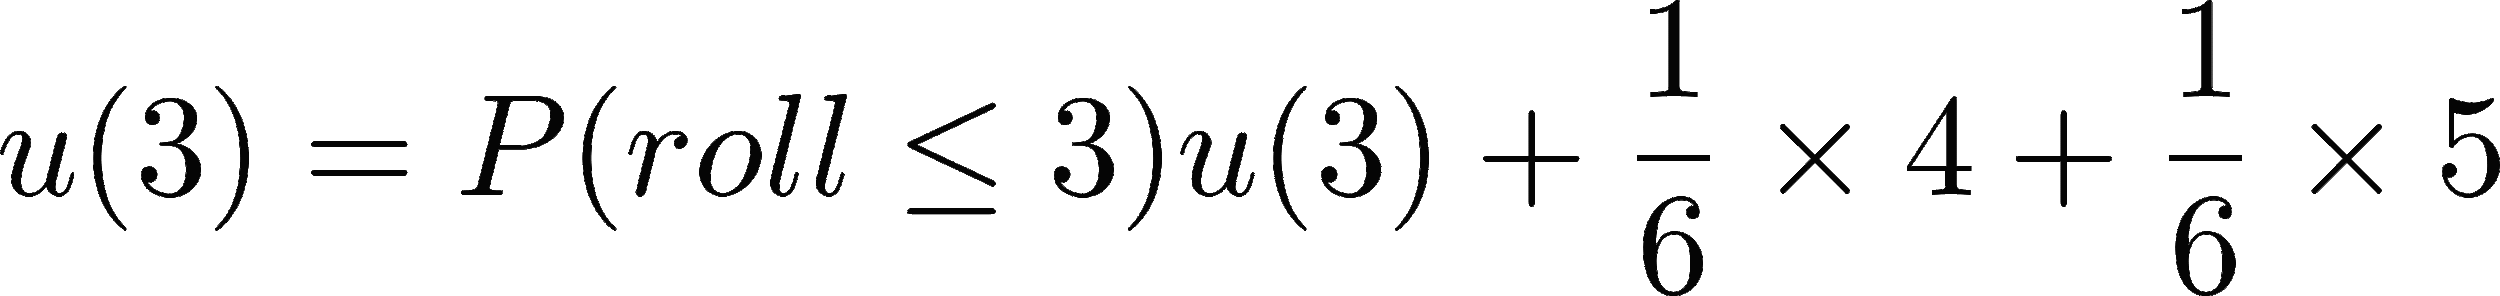 u(3) = P(roll ≤ 3)u(3) + 1/6 × 4 + 1/6 × 5